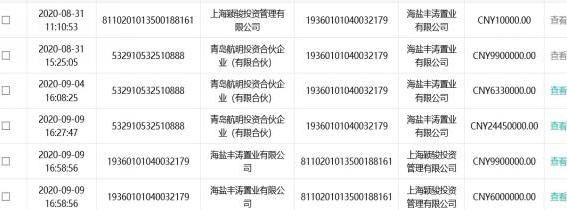 2020-08-31
11:10:53
8110201013500188161
上海颖骏投资管理有
限公司
19360101040032179
海盐丰涛置业
有限公司
CNY10000.00
查看
2020-08-31
15:25:05
532910532510888
青岛航明投资合伙企
业（有限合伙）
19360101040032179
海盐丰涛置业
有限公司
CNY9900000.00
查看
2020-09-04
16:08:25
532910532510888
青岛航明投资合伙企
业（有限合伙）
19360101040032179
海盐丰涛置业
有限公司
CNY6330000.00
查看
2020-09-09
16:27:47
532910532510888
青岛航明投资合伙企
业（有限合伙）
19360101040032179
海盐丰涛置业
有限公司
CNY24450000.00
查看
2020-09-09
16:58:56
19360101040032179
海盐丰涛置业有限公
司
8110201013500188161
上海颖骏投资
管理有限公司
CNY9900000.00
查看
2020-09-09
16:58:56
19360101040032179
海盐丰涛置业有限公
司
8110201013500188161
上海颖骏投资
管理有限公司
CNY6000000.00
查看